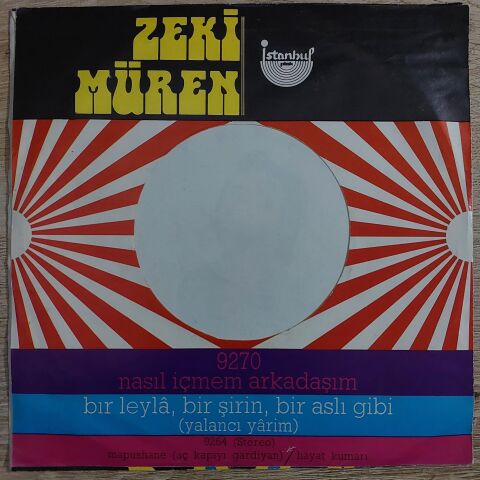 ZEKİ
MÜREN
istanbul
plak
9270
nasıl içmem arkadaşım
bır leylâ, bir şirin, bir aslı gibi
(yalancı yârim)
9264 (Stereo)
mapushane (aç kapıyı gardiyan) / hayat kumarı